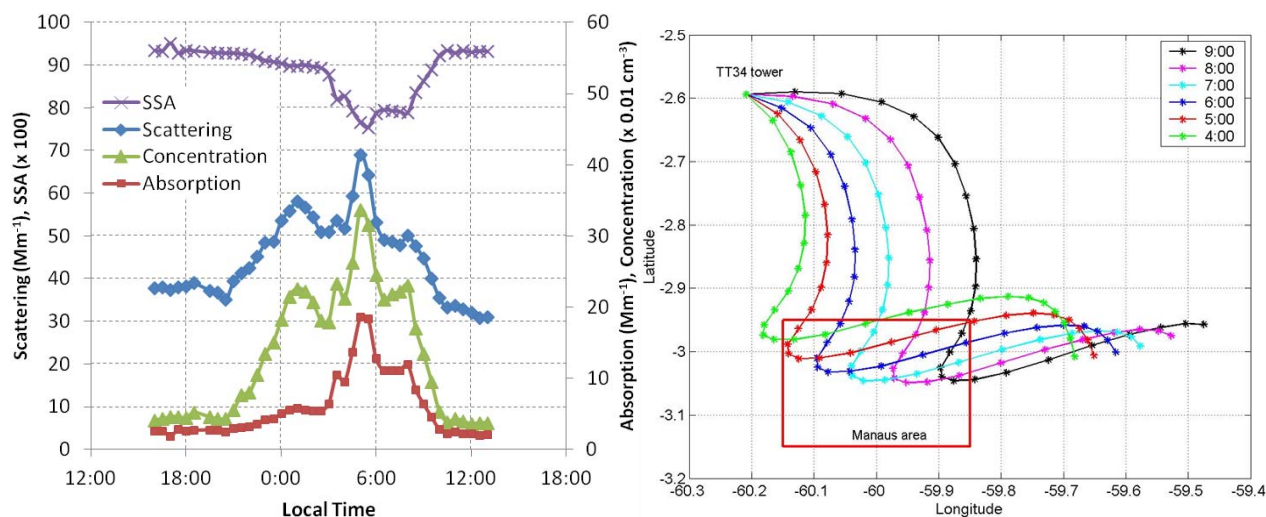 100
90
80
70
60
50
40
30
20
10
0
Scattering (Mm⁻¹), SSA (x 100)
SSA
Scattering
Concentration
Absorption
60
50
40
30
20
10
0
Absorption (Mm⁻¹), Concentration (x 0.01 cm⁻³)
12:00 18:00 0:00 6:00 12:00 18:00
Local Time
-2.5
-2.6
-2.7
-2.8
-2.9
-3
-3.1
-3.2
Latitude
TT34 tower
9:00
8:00
7:00
6:00
5:00
4:00
Manaus area
-60.3 -60.2 -60.1 -60 -59.9 -59.8 -59.7 -59.6 -59.5 -59.4
Longitude